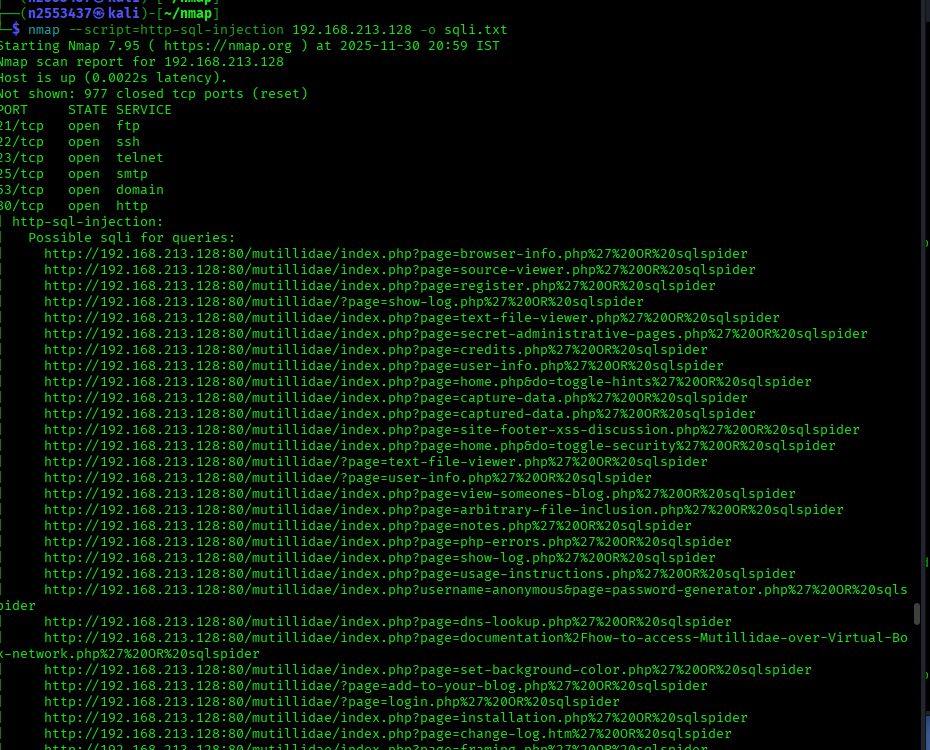 (n2553437㉿kali)-[~/nmap]
$ nmap --script=http-sql-injection 192.168.213.128 -o sqli.txt
Starting Nmap 7.95 ( https://nmap.org ) at 2025-11-30 20:59 IST
Nmap scan report for 192.168.213.128
Host is up (0.0022s latency).
Not shown: 977 closed tcp ports (reset)
PORT STATE SERVICE
21/tcp open ftp
22/tcp open ssh
23/tcp open telnet
25/tcp open smtp
53/tcp open domain
80/tcp open http
| http-sql-injection:
| Possible sqli for queries:
| http://192.168.213.128:80/mutillidae/index.php?page=browser-info.php%27%20OR%20sqlspider
| http://192.168.213.128:80/mutillidae/index.php?page=source-viewer.php%27%20OR%20sqlspider
| http://192.168.213.128:80/mutillidae/index.php?page=register.php%27%20OR%20sqlspider
| http://192.168.213.128:80/mutillidae/?page=show-log.php%27%20OR%20sqlspider
| http://192.168.213.128:80/mutillidae/index.php?page=text-file-viewer.php%27%20OR%20sqlspider
| http://192.168.213.128:80/mutillidae/index.php?page=secret-administrative-pages.php%27%20OR%20sqlspider
| http://192.168.213.128:80/mutillidae/index.php?page=credits.php%27%20OR%20sqlspider
| http://192.168.213.128:80/mutillidae/index.php?page=user-info.php%27%20OR%20sqlspider
| http://192.168.213.128:80/mutillidae/index.php?page=home.php&do=toggle-hints%27%20OR%20sqlspider
| http://192.168.213.128:80/mutillidae/index.php?page=capture-data.php%27%20OR%20sqlspider
| http://192.168.213.128:80/mutillidae/index.php?page=captured-data.php%27%20OR%20sqlspider
| http://192.168.213.128:80/mutillidae/index.php?page=site-footer-xss-discussion.php%27%20OR%20sqlspider
| http://192.168.213.128:80/mutillidae/index.php?page=home.php&do=toggle-security%27%20OR%20sqlspider
| http://192.168.213.128:80/mutillidae/?page=text-file-viewer.php%27%20OR%20sqlspider
| http://192.168.213.128:80/mutillidae/?page=user-info.php%27%20OR%20sqlspider
| http://192.168.213.128:80/mutillidae/index.php?page=view-someones-blog.php%27%20OR%20sqlspider
| http://192.168.213.128:80/mutillidae/index.php?page=arbitrary-file-inclusion.php%27%20OR%20sqlspider
| http://192.168.213.128:80/mutillidae/index.php?page=notes.php%27%20OR%20sqlspider
| http://192.168.213.128:80/mutillidae/index.php?page=php-errors.php%27%20OR%20sqlspider
| http://192.168.213.128:80/mutillidae/index.php?page=show-log.php%27%20OR%20sqlspider
| http://192.168.213.128:80/mutillidae/index.php?page=usage-instructions.php%27%20OR%20sqlspider
| http://192.168.213.128:80/mutillidae/index.php?username=anonymous&page=password-generator.php%27%20OR%20sqls
pider
| http://192.168.213.128:80/mutillidae/index.php?page=dns-lookup.php%27%20OR%20sqlspider
| http://192.168.213.128:80/mutillidae/index.php?page=documentation%2Fhow-to-access-Mutillidae-over-Virtual-Bo
x-network.php%27%20OR%20sqlspider
| http://192.168.213.128:80/mutillidae/index.php?page=set-background-color.php%27%20OR%20sqlspider
| http://192.168.213.128:80/mutillidae/?page=add-to-your-blog.php%27%20OR%20sqlspider
| http://192.168.213.128:80/mutillidae/?page=login.php%27%20OR%20sqlspider
| http://192.168.213.128:80/mutillidae/index.php?page=installation.php%27%20OR%20sqlspider
| http://192.168.213.128:80/mutillidae/index.php?page=change-log.htm%27%20OR%20sqlspider
| http://192.168.213.128:80/mutillidae/index.php?page=framing.php%27%20OR%20sqlspider